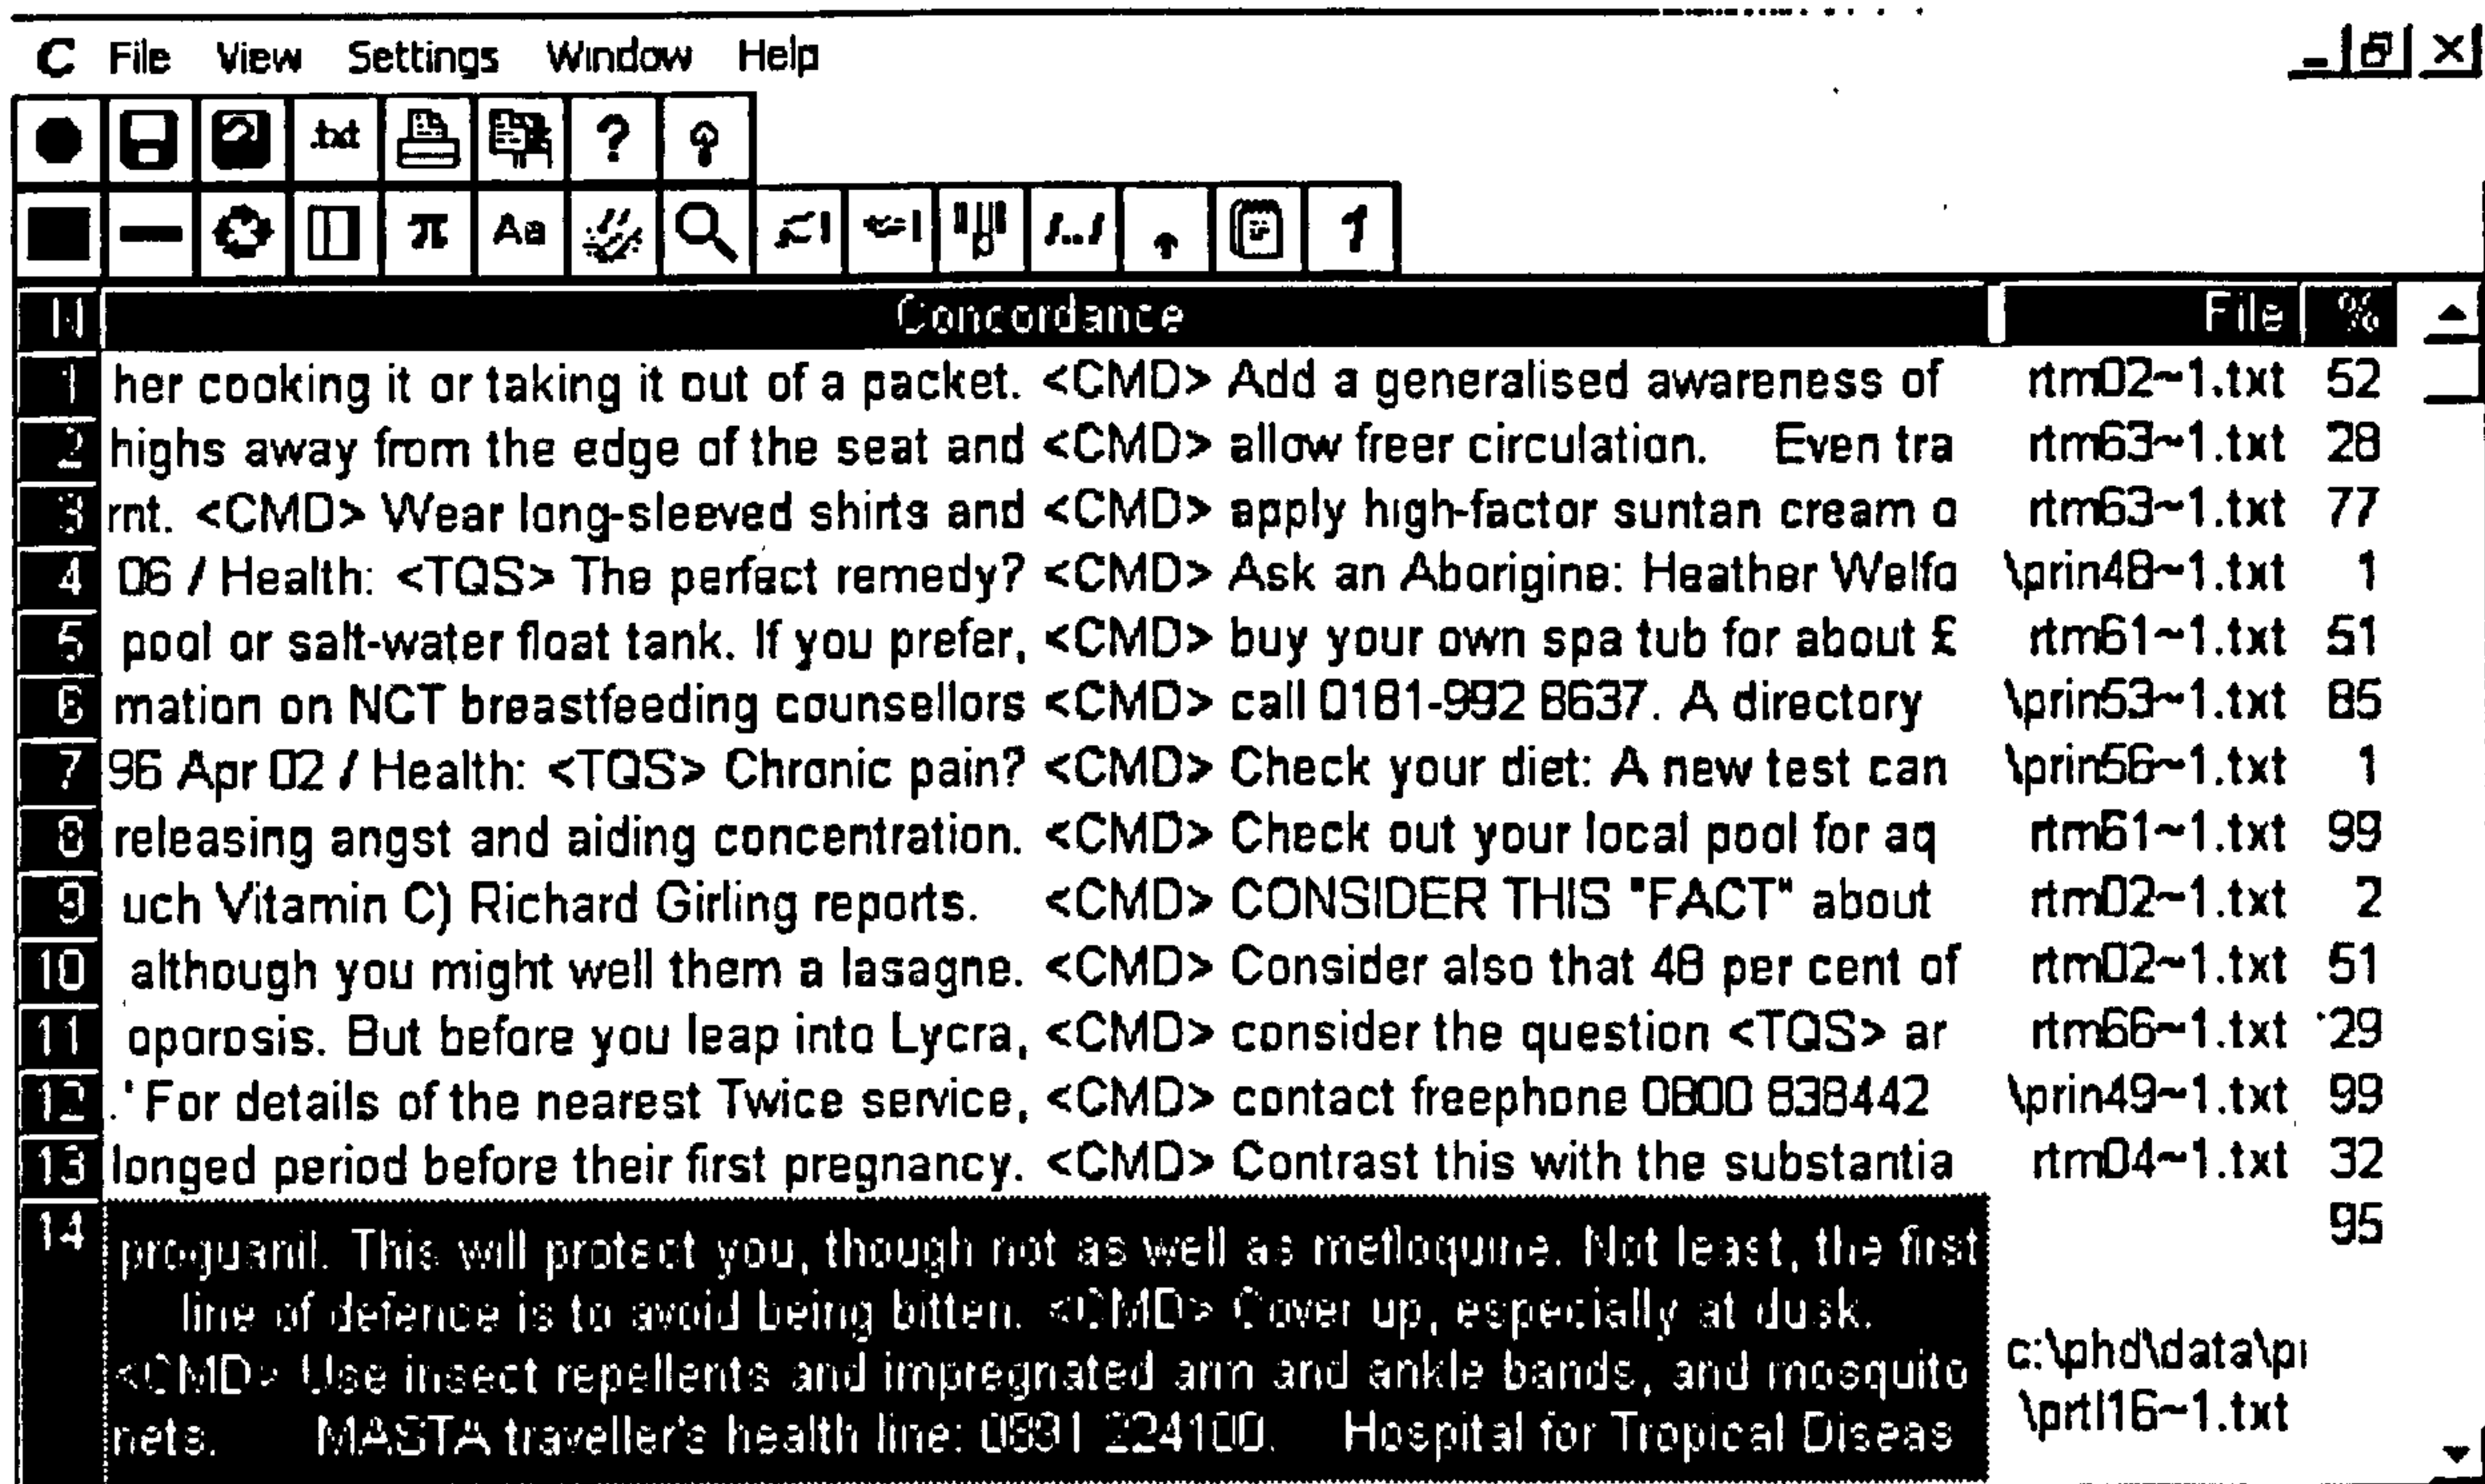 C File View Settings Window Help
.txt ?
π Aa 1
N Concordance File %
1 her cooking it or taking it out of a packet. <CMD> Add a generalised awareness of rtm02~1.txt 52
2 highs away from the edge of the seat and <CMD> allow freer circulation. Even tra rtm63~1.txt 28
3 rnt. <CMD> Wear long-sleeved shirts and <CMD> apply high-factor suntan cream o rtm63~1.txt 77
4 06 / Health: <TQS> The perfect remedy? <CMD> Ask an Aborigine: Heather Welfo \prin48~1.txt 1
5 pool or salt-water float tank. If you prefer, <CMD> buy your own spa tub for about £ rtm61~1.txt 51
6 mation on NCT breastfeeding counsellors <CMD> call 0181-992 8637. A directory \prin53~1.txt 85
7 96 Apr 02 / Health: <TQS> Chronic pain? <CMD> Check your diet: A new test can \prin56~1.txt 1
8 releasing angst and aiding concentration. <CMD> Check out your local pool for aq rtm61~1.txt 99
9 uch Vitamin C) Richard Girling reports. <CMD> CONSIDER THIS "FACT" about rtm02~1.txt 2
10 although you might well them a lasagne. <CMD> Consider also that 48 per cent of rtm02~1.txt 51
11 oporosis. But before you leap into Lycra, <CMD> consider the question <TQS> ar rtm66~1.txt 29
12 .' For details of the nearest Twice service, <CMD> contact freephone 0800 838442 \prin49~1.txt 99
13 longed period before their first pregnancy. <CMD> Contrast this with the substantia rtm04~1.txt 32
14 proguanil. This will protect you, though not as well as mefloquine. Not least, the first 95
line of defence is to avoid being bitten. <CMD> Cover up, especially at dusk.
<CMD> Use insect repellents and impregnated arm and ankle bands, and mosquito c:\phd\data\pr
nets. MASTA traveller's health line: 0891 224100. Hospital for Tropical Diseas \prtl16~1.txt